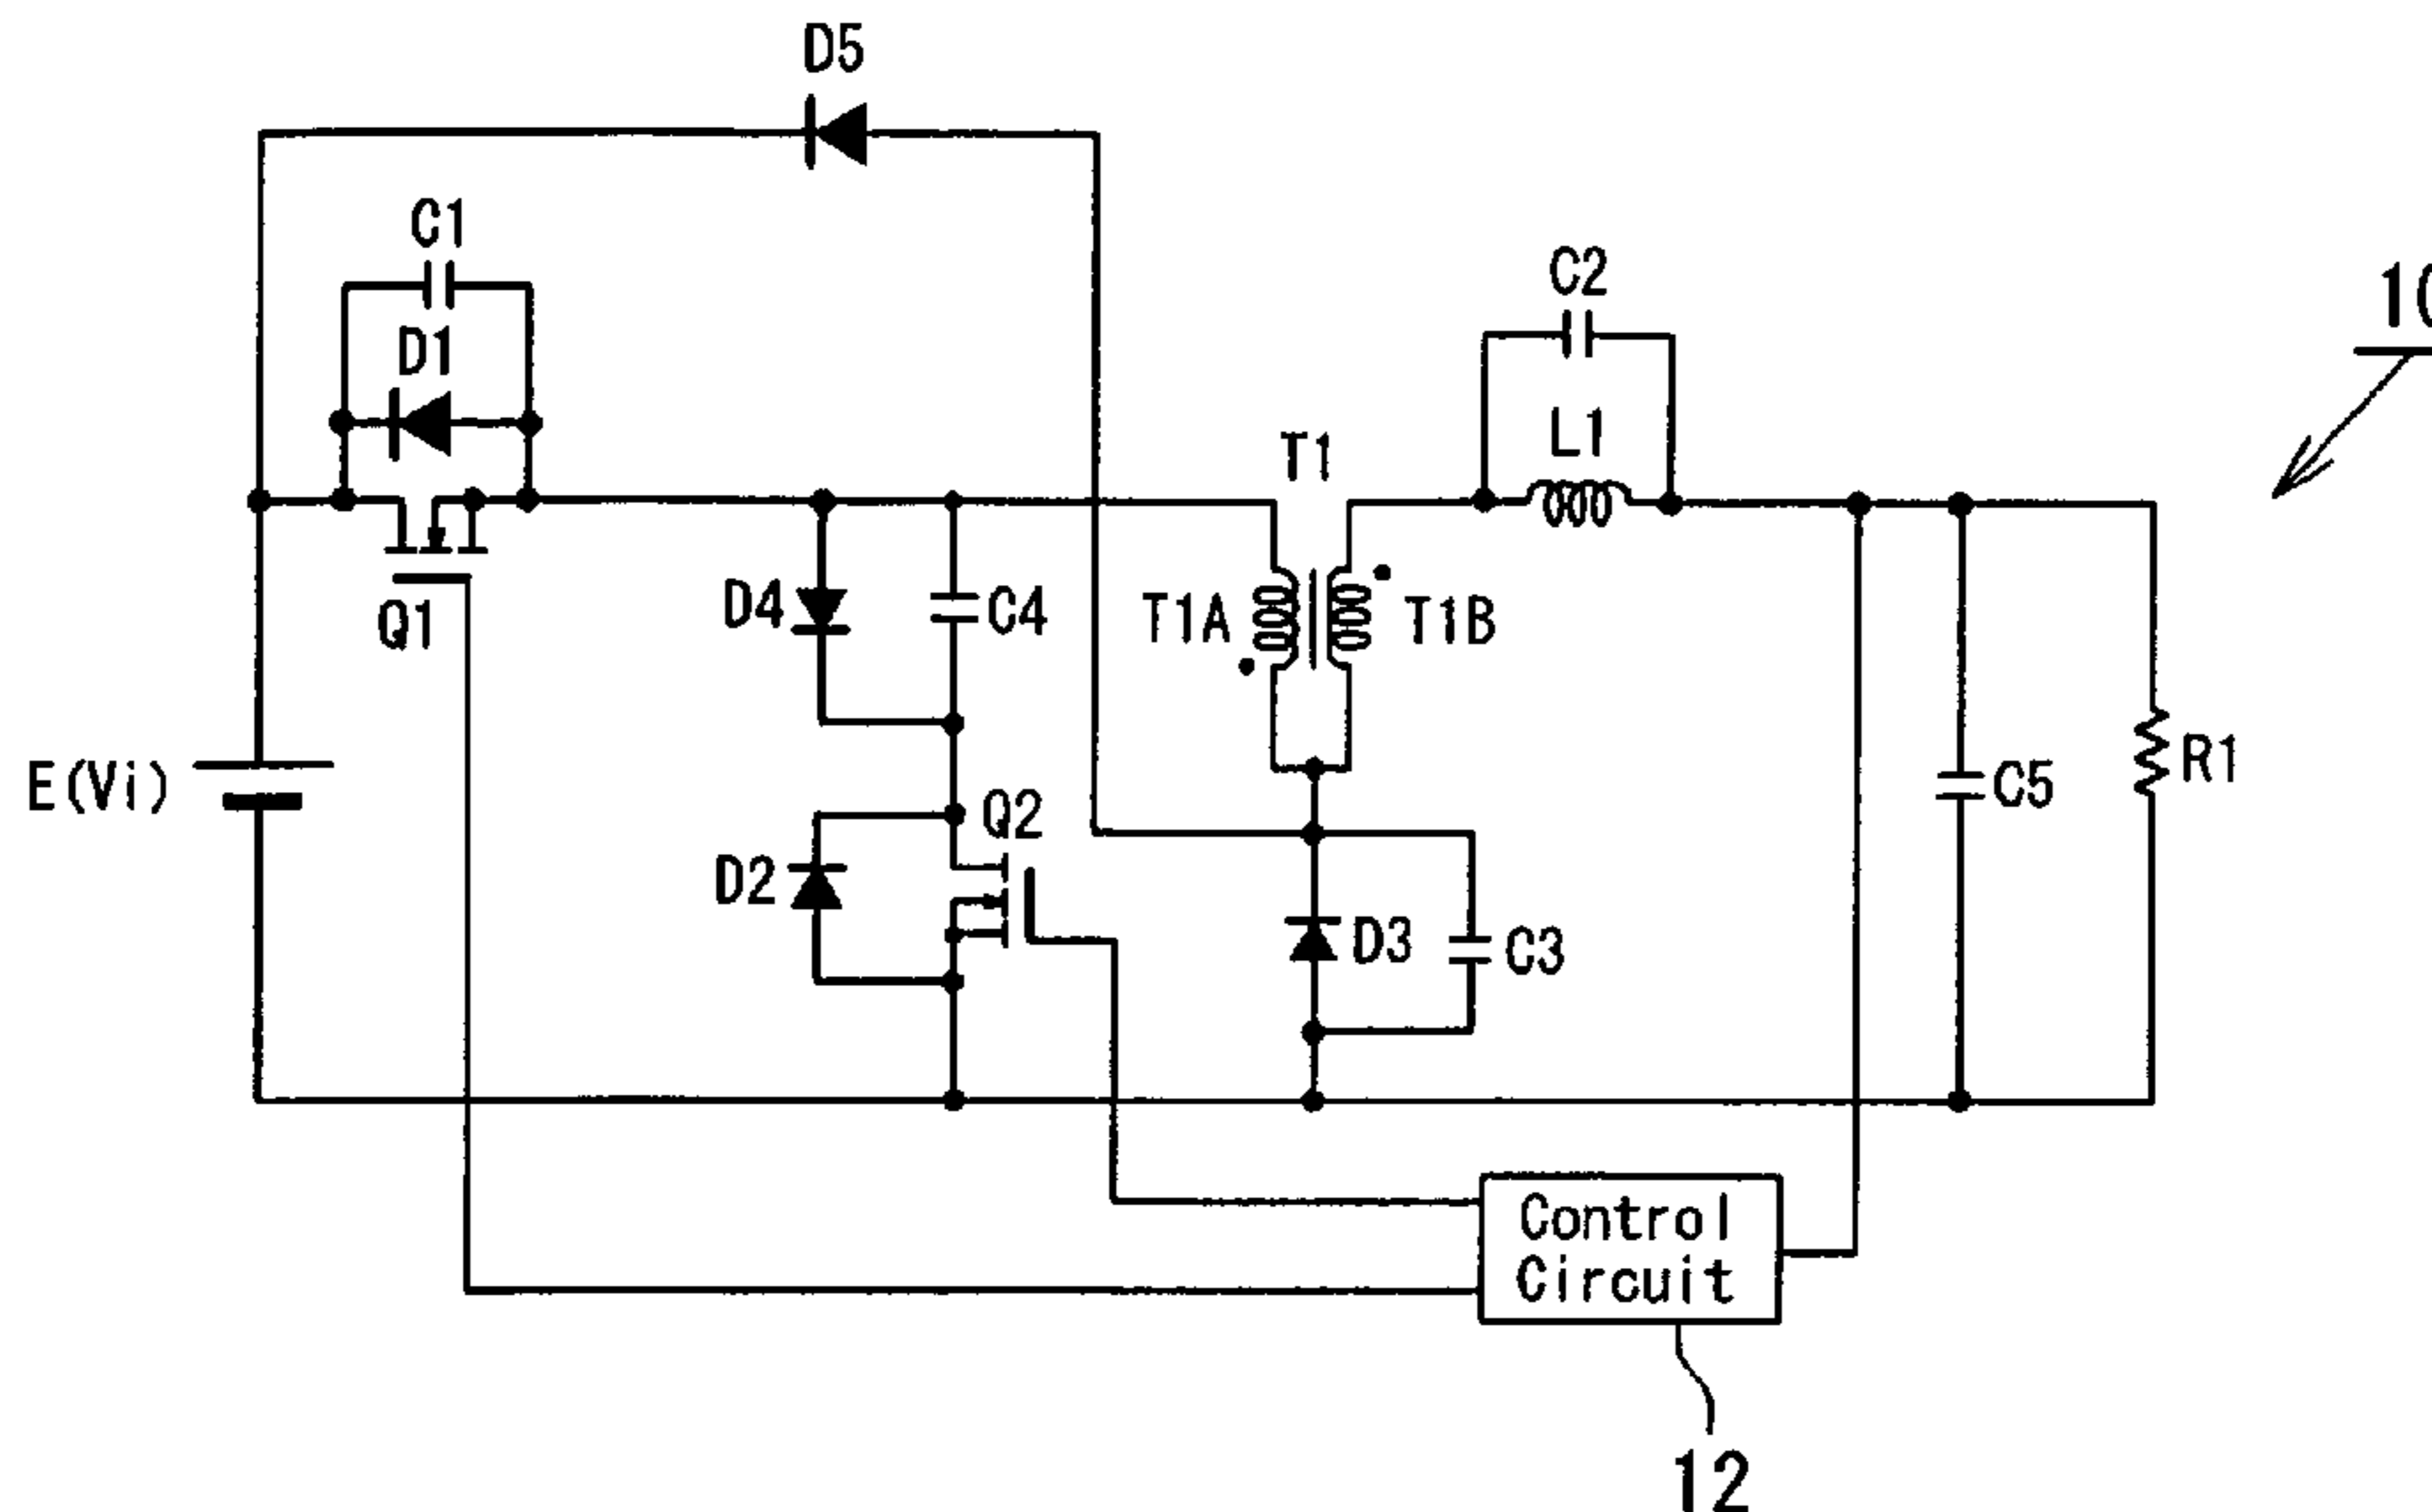 D5
C1
C2
D1
L1
T1
D4
C4
T1A
T1B
Q1
R1
E(Vi)
C5
Q2
D2
D3
C3
Control
Circuit
12